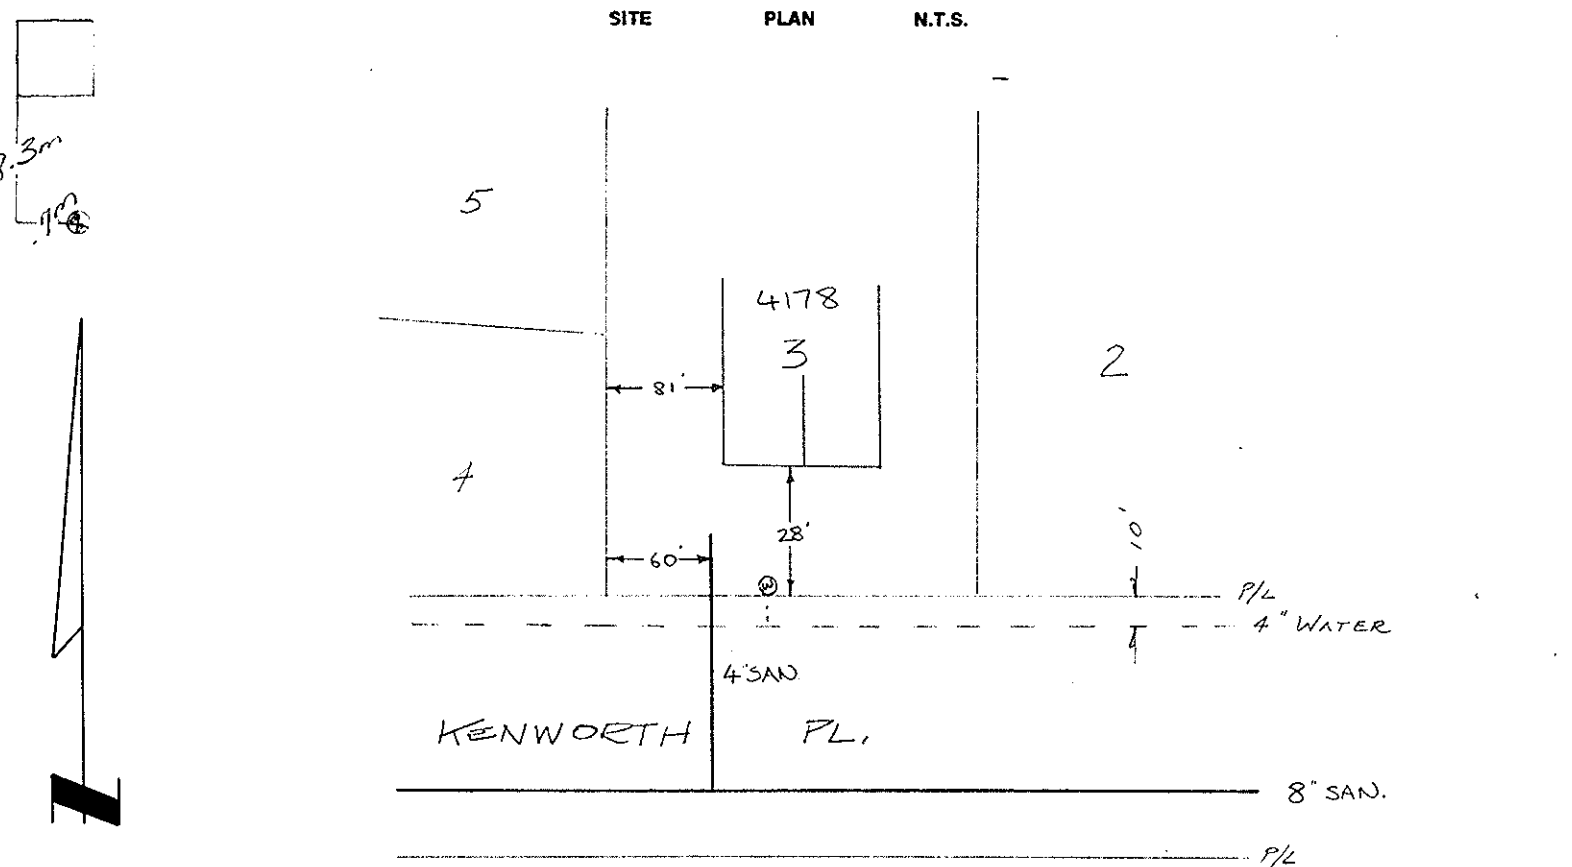 SITE PLAN N.T.S.
.3m
5
4178
3
2
81'
4
28'
10'
60'
W
P/L
4" WATER
4" SAN.
KENWORTH PL.
8" SAN.
P/L
N